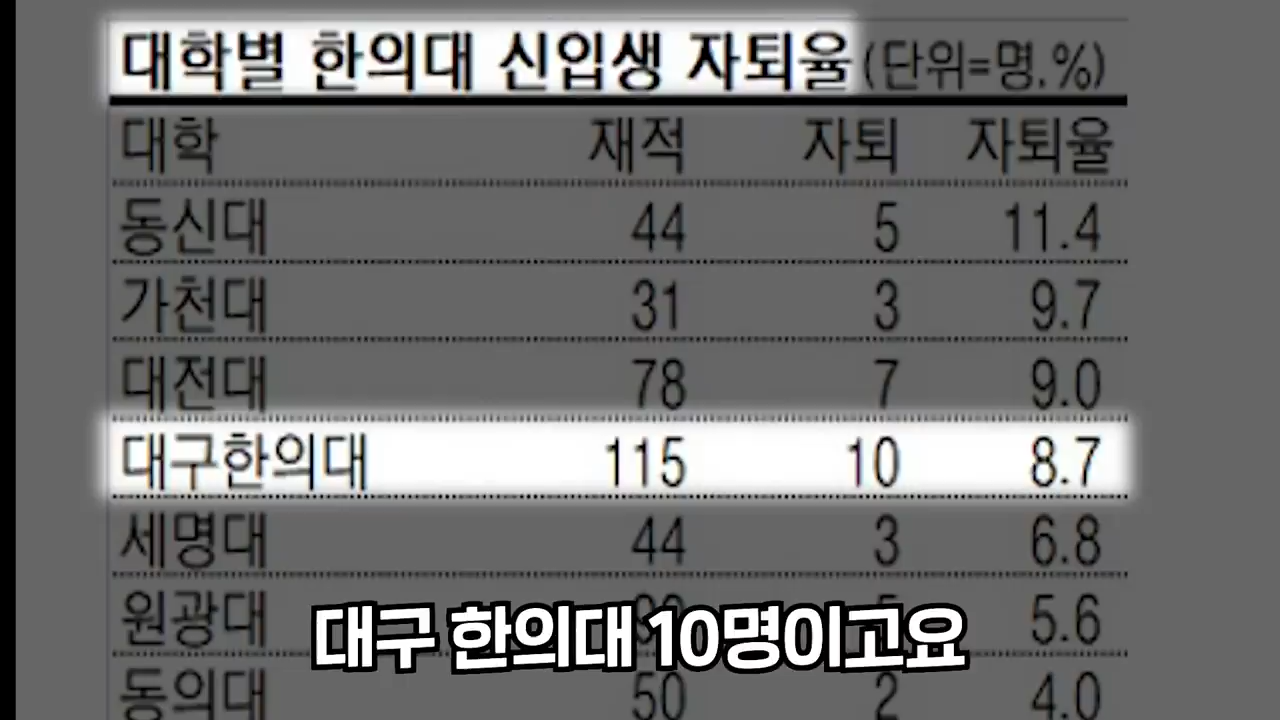 대학별 한의대 신입생 자퇴율 (단위=명.%)
대학 재적 자퇴 자퇴율
동신대 44 5 11.4
가천대 31 3 9.7
대전대 78 7 9.0
대구한의대 115 10 8.7
세명대 44 3 6.8
원광대 5.6
대구 한의대 10명이고요
동의대 50 2 4.0